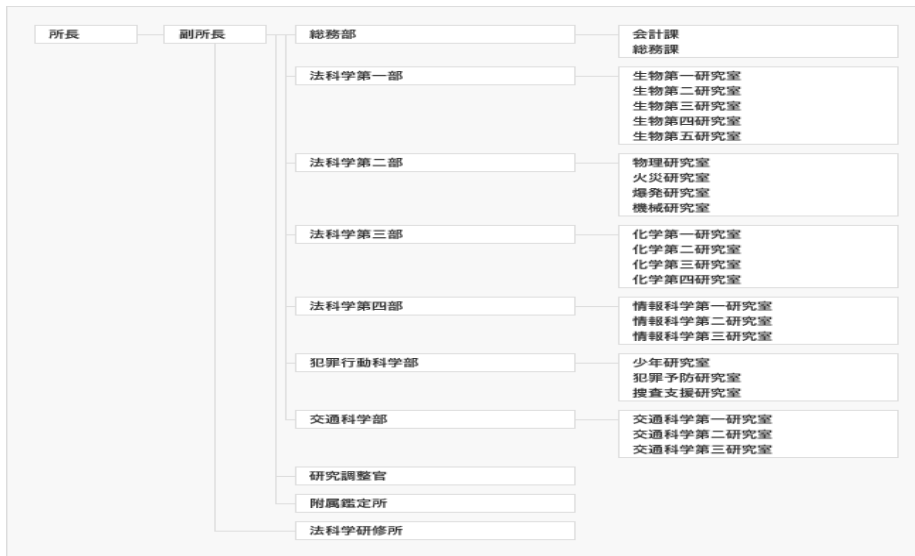 所長
副所長
総務部
会計課
総務課
法科学第一部
生物第一研究室
生物第二研究室
生物第三研究室
生物第四研究室
生物第五研究室
法科学第二部
物理研究室
火災研究室
爆発研究室
機械研究室
法科学第三部
化学第一研究室
化学第二研究室
化学第三研究室
化学第四研究室
法科学第四部
情報科学第一研究室
情報科学第二研究室
情報科学第三研究室
犯罪行動科学部
少年研究室
犯罪予防研究室
捜査支援研究室
交通科学部
交通科学第一研究室
交通科学第二研究室
交通科学第三研究室
研究調整官
附属鑑定所
法科学研修所